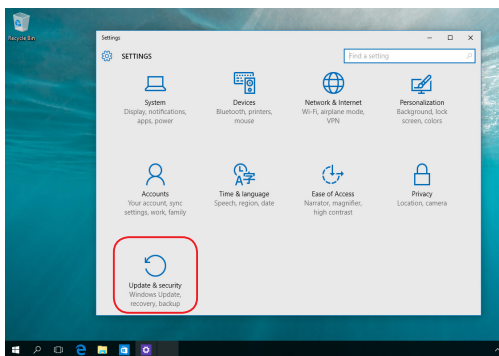 Recycle Bin
Settings
SETTINGS
Find a setting
System
Display, notifications,
apps, power
Devices
Bluetooth, printers,
mouse
Network & Internet
Wi-Fi, airplane mode,
VPN
Personalization
Background, lock
screen, colors
Accounts
Your account, sync
settings, work, family
Time & language
Speech, region, date
Ease of Access
Narrator, magnifier,
high contrast
Privacy
Location, camera
Update & security
Windows Update,
recovery, backup